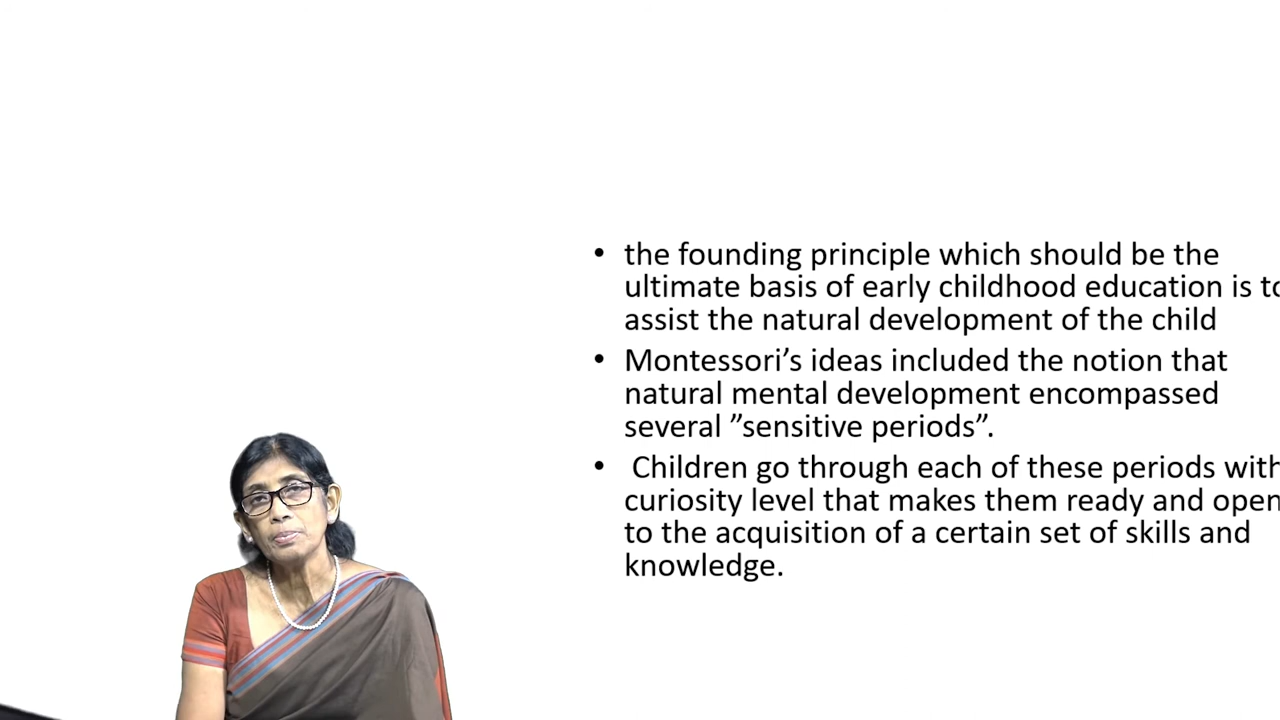 • the founding principle which should be the
ultimate basis of early childhood education is to
assist the natural development of the child
• Montessori’s ideas included the notion that
natural mental development encompassed
several ”sensitive periods”.
• Children go through each of these periods with
curiosity level that makes them ready and open
to the acquisition of a certain set of skills and
knowledge.